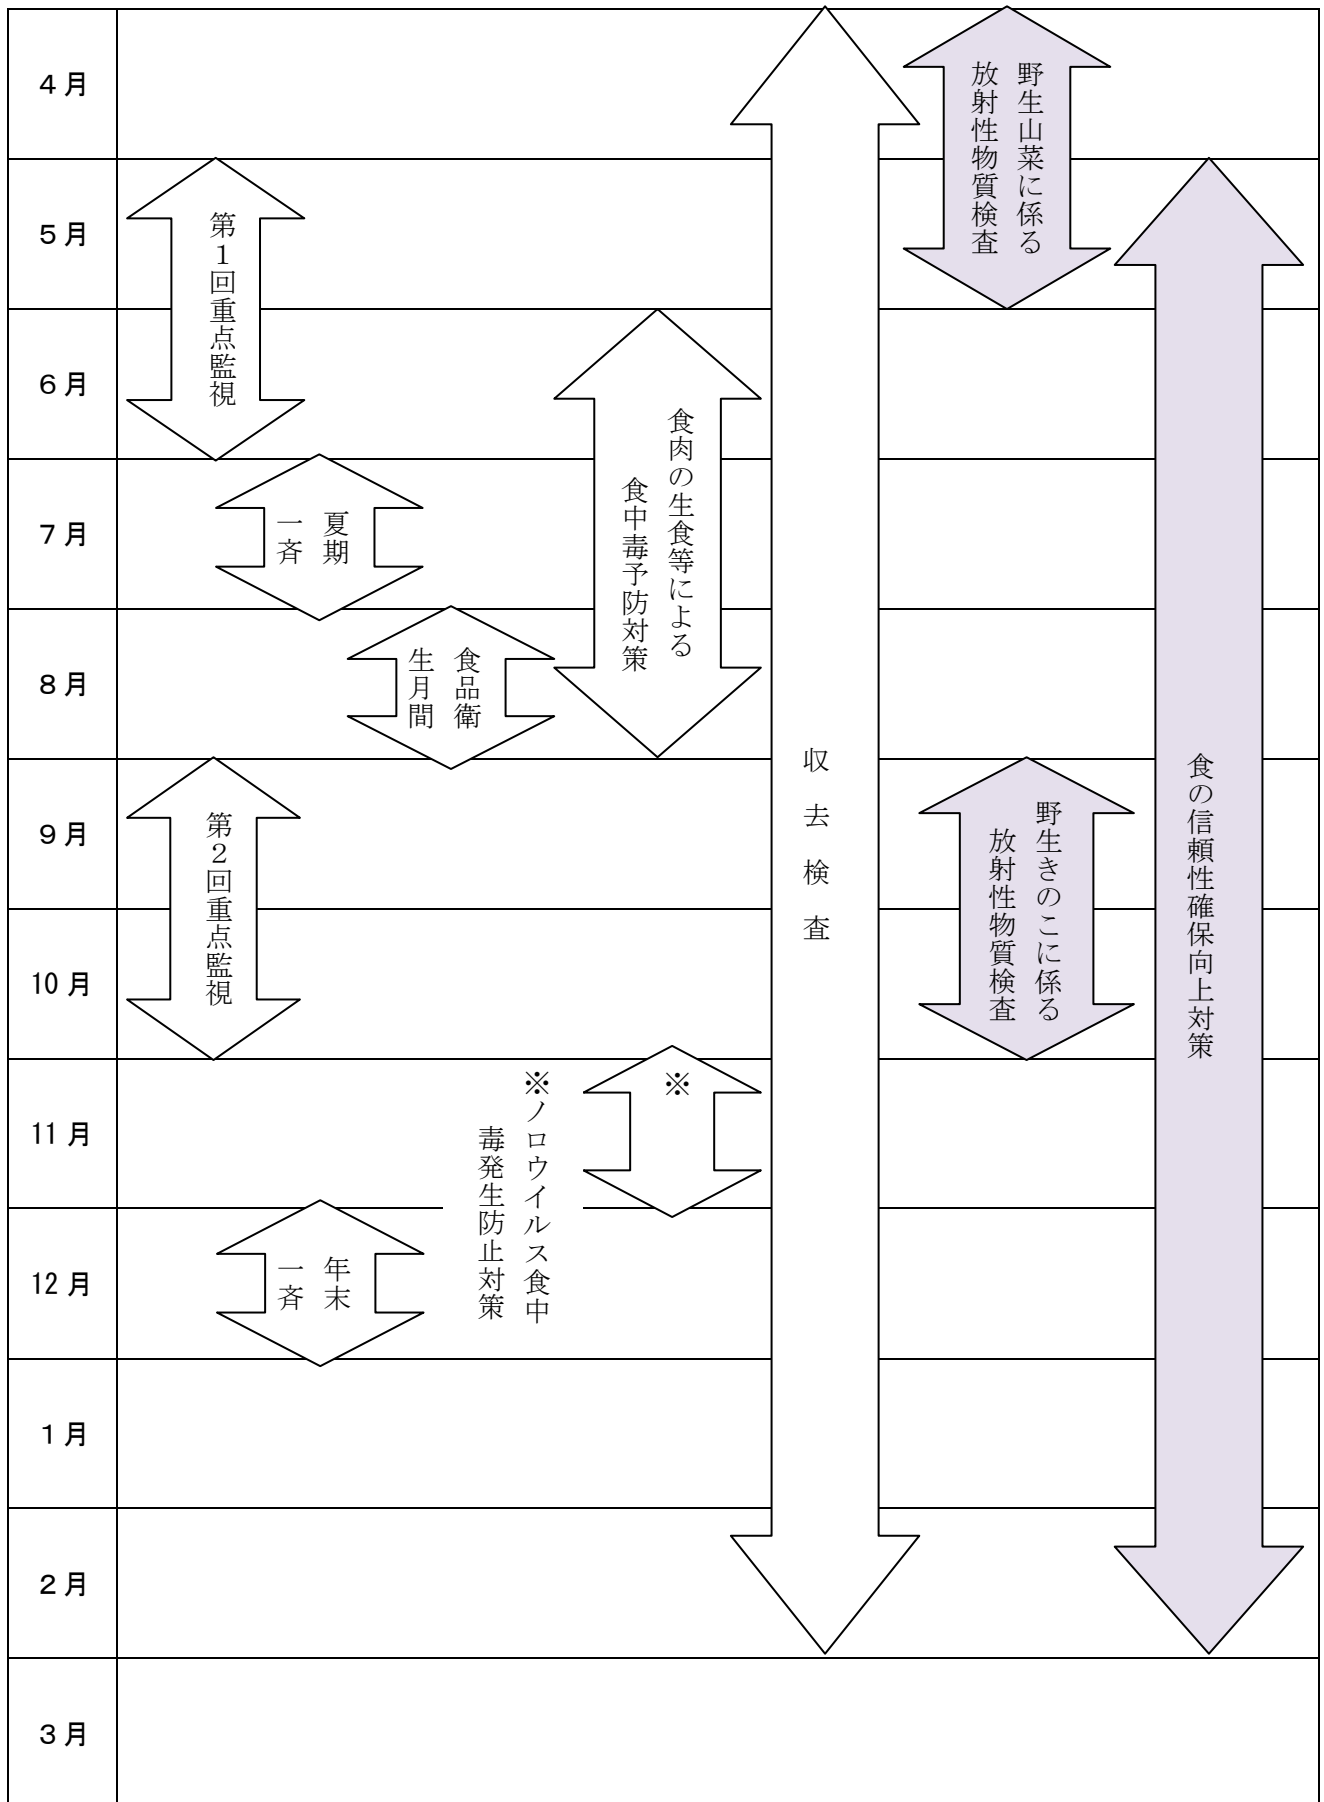 4月
5月
6月
7月
8月
9月
10月
11月
12月
1月
2月
3月
第1回重点監視
夏期
一斉
食品衛
生月間
食肉の生食等による
食中毒予防対策
収去検査
野生山菜に係る
放射性物質検査
食の信頼性確保向上対策
第2回重点監視
野生きのこに係る
放射性物質検査
※
※ノロウイルス食中
毒発生防止対策
年末
一斉